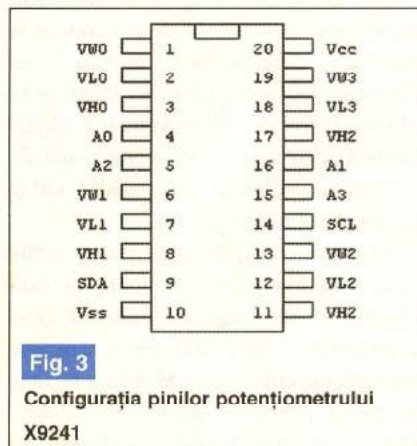 VW0 1 20 Vcc
VL0 2 19 VW3
VH0 3 18 VL3
A0 4 17 VH2
A2 5 16 A1
VW1 6 15 A3
VL1 7 14 SCL
VH1 8 13 VW2
SDA 9 12 VL2
Vss 10 11 VH2
Fig. 3
Configurația pinilor potențiometrului
X9241